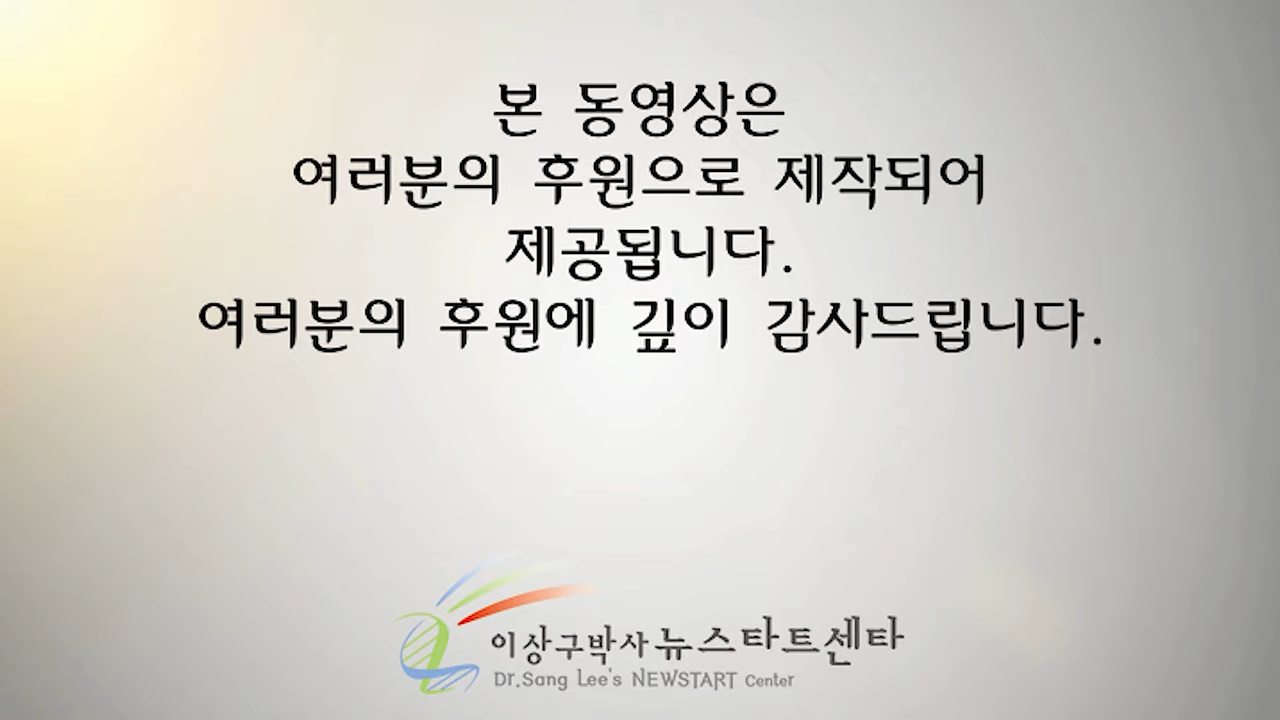 본 동영상은
여러분의 후원으로 제작되어
제공됩니다.
여러분의 후원에 깊이 감사드립니다.
이상구박사 뉴스타트센타
Dr.Sang Lee's NEWSTART Center